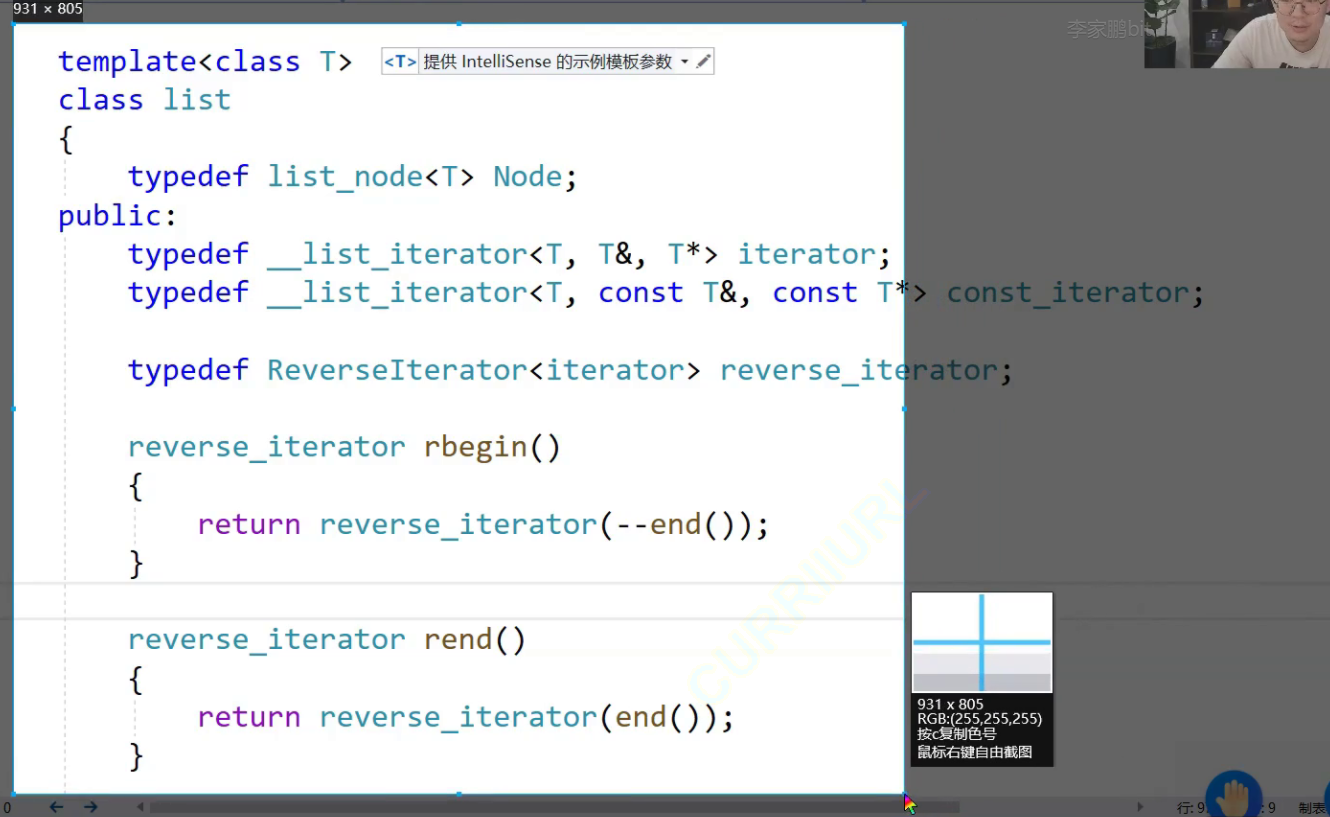 931 × 805
李家鹏bit
template<class T> <T> 提供 IntelliSense 的示例模板参数
class list
{
typedef list_node<T> Node;
public:
typedef __list_iterator<T, T&, T*> iterator;
typedef __list_iterator<T, const T&, const T*> const_iterator;
typedef ReverseIterator<iterator> reverse_iterator;
reverse_iterator rbegin()
{
return reverse_iterator(--end());
}
reverse_iterator rend()
{
return reverse_iterator(end());
}
CURRIIURL
931 x 805
RGB:(255,255,255)
按c复制色号
鼠标右键自由截图
0
行: 9
: 9
制表